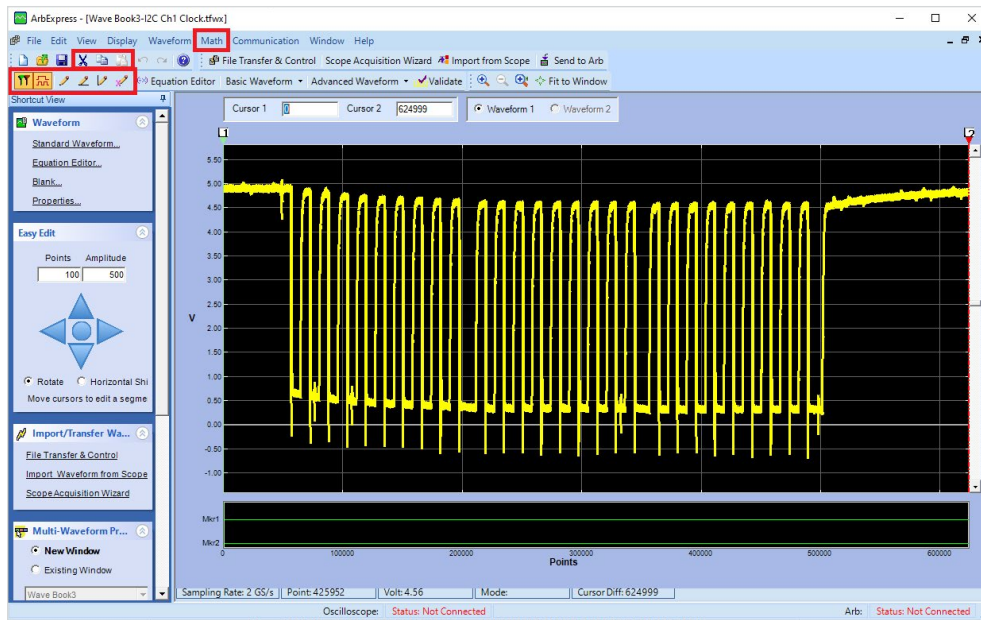 ArbExpress - [Wave Book3-I2C Ch1 Clock.tfwx]
File Edit View Display Waveform Math Communication Window Help
File Transfer & Control Scope Acquisition Wizard Import from Scope Send to Arb
Equation Editor Basic Waveform Advanced Waveform Validate Fit to Window
Shortcut View
Cursor 1 0 Cursor 2 624999 Waveform 1 Waveform 2
Waveform
Standard Waveform...
Equation Editor...
Blank...
Properties...
Easy Edit
Points Amplitude
100 500
Rotate Horizontal Shi
Move cursors to edit a segme
Import/Transfer Wa...
File Transfer & Control
Import Waveform from Scope
Scope Acquisition Wizard
Multi-Waveform Pr...
New Window
Existing Window
Wave Book3
1 2
5.50
5.00
4.50
4.00
3.50
3.00
2.50
V
2.00
1.50
1.00
0.50
0.00
-0.50
-1.00
Mkr1
Mkr2
0 100000 200000 300000 400000 500000 600000
Points
Sampling Rate: 2 GS/s Point: 425952 Volt: 4.56 Mode: Cursor Diff: 624999
Oscilloscope: Status: Not Connected Arb: Status: Not Connected